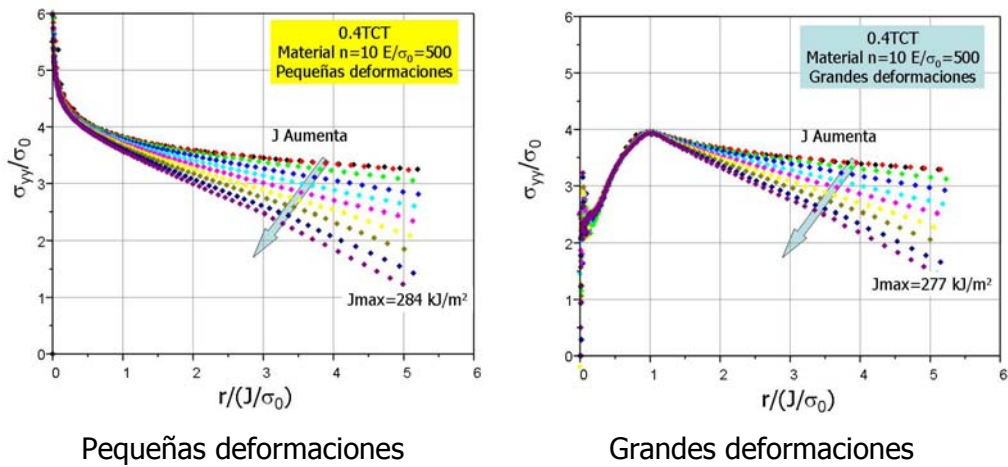 0.4TCT
Material n=10 E/σ₀=500
Pequeñas deformaciones
J Aumenta
Jmax=284 kJ/m²
σyy/σ₀
6
5
4
3
2
1
0
0 1 2 3 4 5 6
r/(J/σ₀)
Pequeñas deformaciones
0.4TCT
Material n=10 E/σ₀=500
Grandes deformaciones
J Aumenta
Jmax=277 kJ/m²
σyy/σ₀
6
5
4
3
2
1
0
0 1 2 3 4 5 6
r/(J/σ₀)
Grandes deformaciones